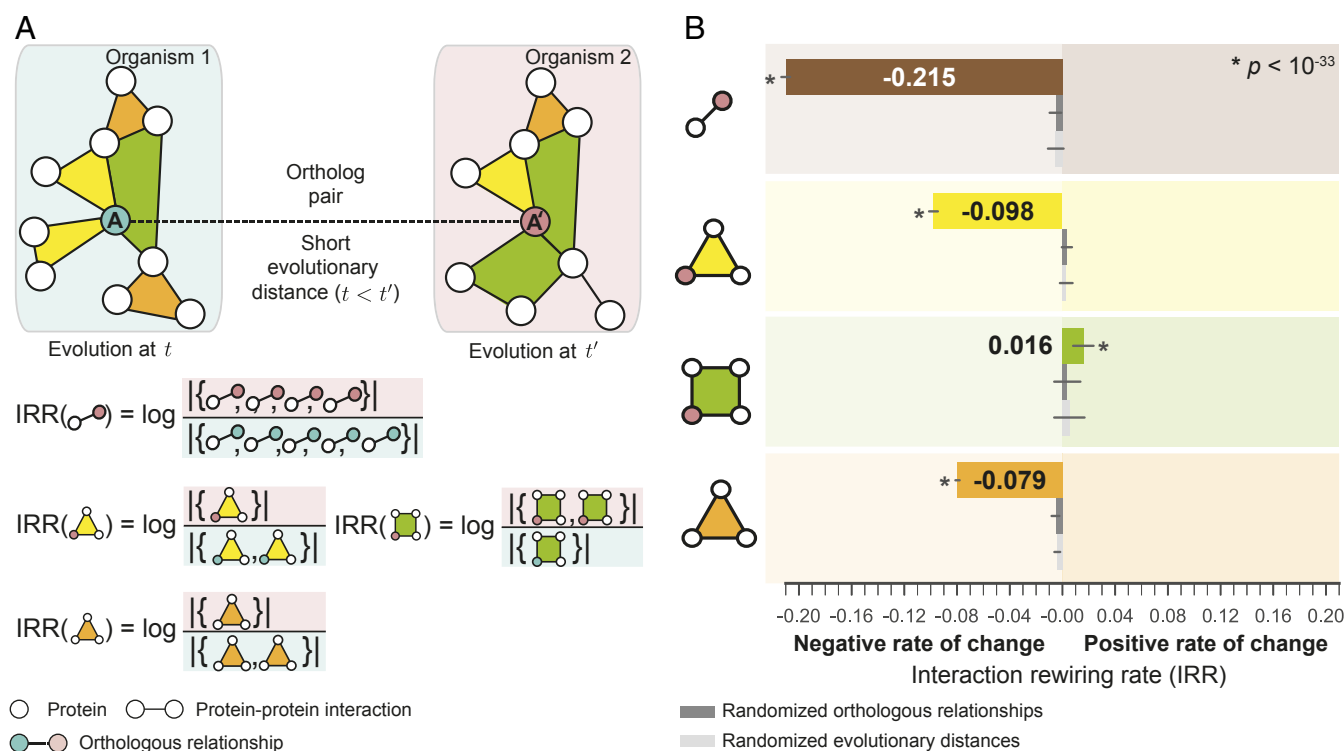 A
Organism 1
Organism 2
A
A'
Ortholog
pair
Short
evolutionary
distance (t < t′)
Evolution at t
Evolution at t′
IRR( ) = log |{ , , , }|
|{ , , , , }|
IRR( ) = log |{ }|
|{ , }|
IRR( ) = log |{ , }|
|{ }|
IRR( ) = log |{ }|
|{ , }|
Protein
Protein-protein interaction
Orthologous relationship
B
* p < 10⁻³³
* -0.215
* -0.098
0.016 *
* -0.079
-0.20 -0.16 -0.12 -0.08 -0.04 -0.00 0.04 0.08 0.12 0.16 0.20
Negative rate of change Positive rate of change
Interaction rewiring rate (IRR)
Randomized orthologous relationships
Randomized evolutionary distances